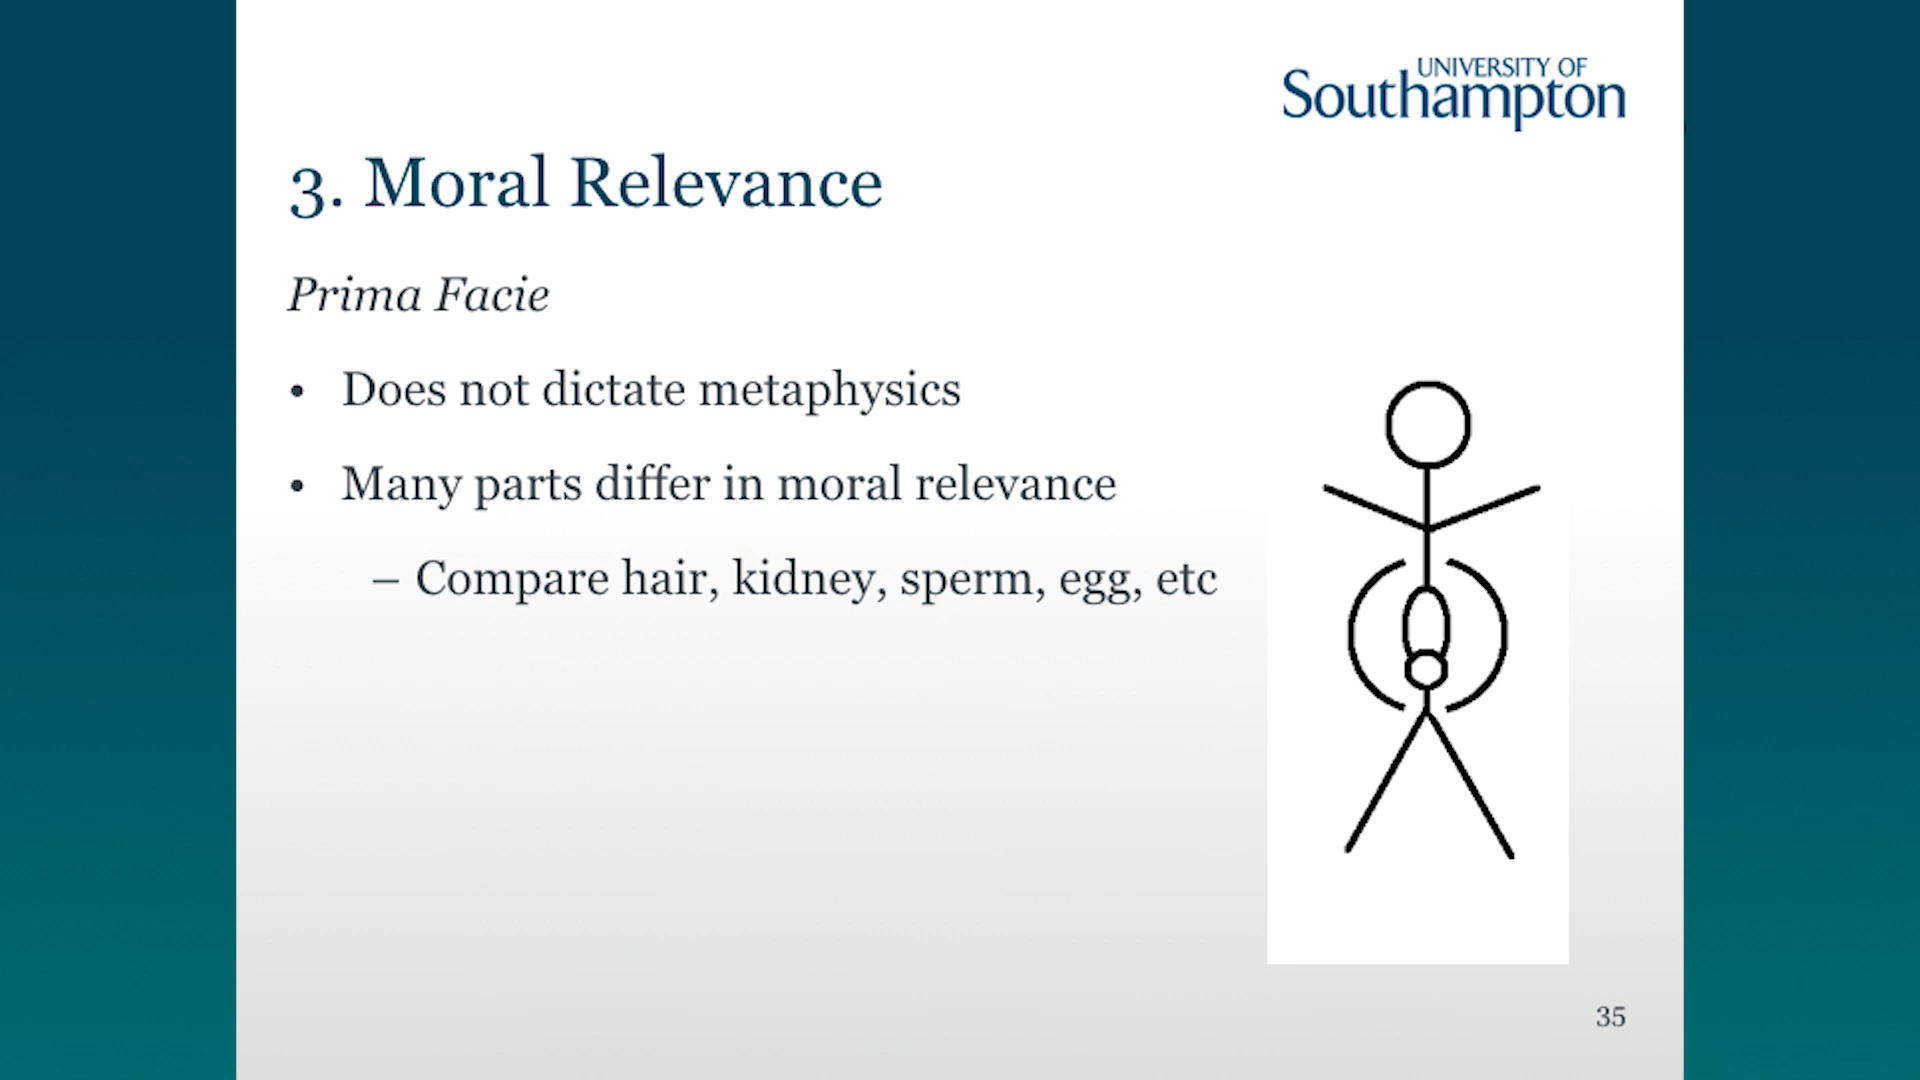 UNIVERSITY OF
Southampton
3. Moral Relevance
Prima Facie
• Does not dictate metaphysics
• Many parts differ in moral relevance
– Compare hair, kidney, sperm, egg, etc
35